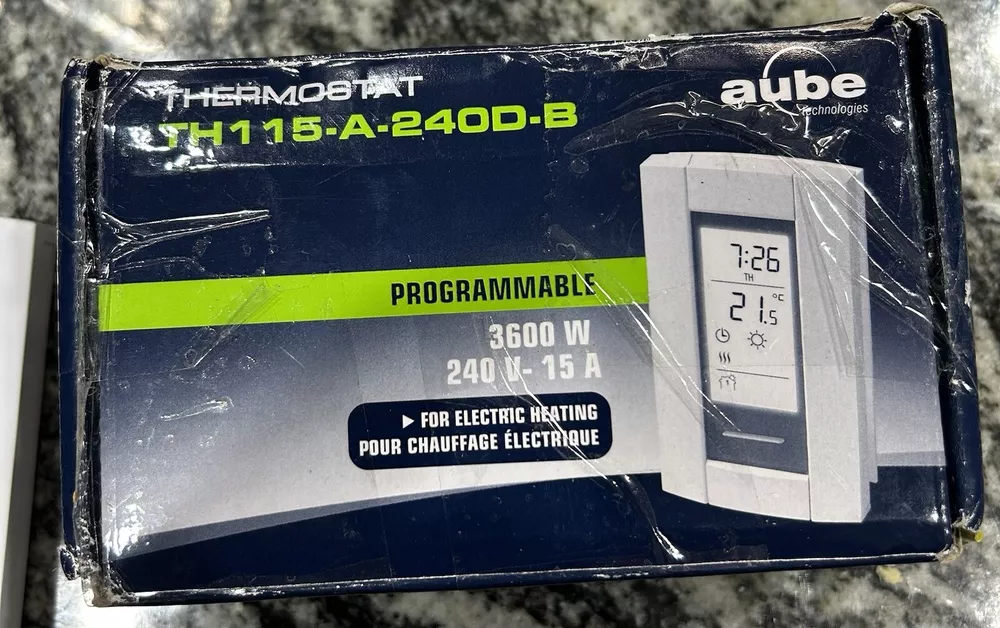 THERMOSTAT
TH115-A-240D-B
aube
technologies
PROGRAMMABLE
3600 W
240 V- 15 A
▶ FOR ELECTRIC HEATING
POUR CHAUFFAGE ÉLECTRIQUE
7:26
TH
21.5 °C